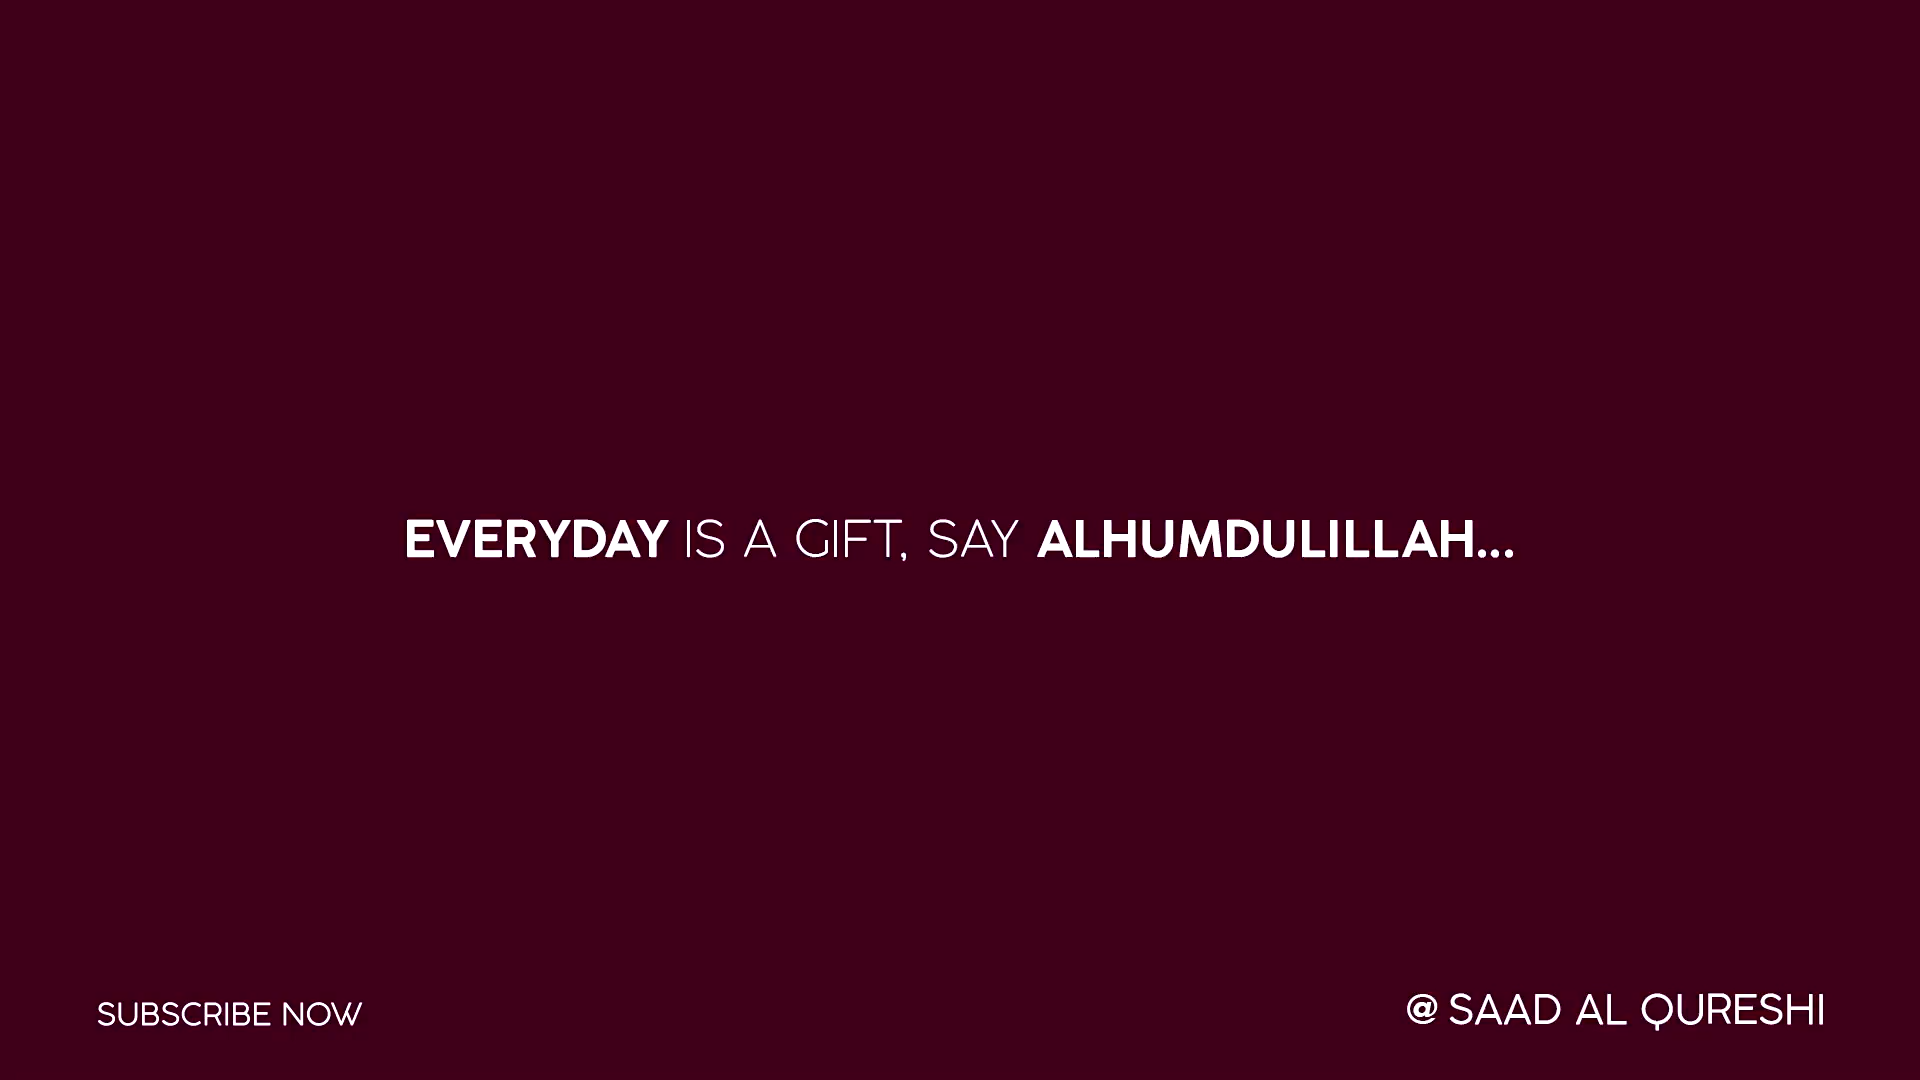 EVERYDAY IS A GIFT, SAY ALHUMDULILLAH...
SUBSCRIBE NOW
@ SAAD AL QURESHI